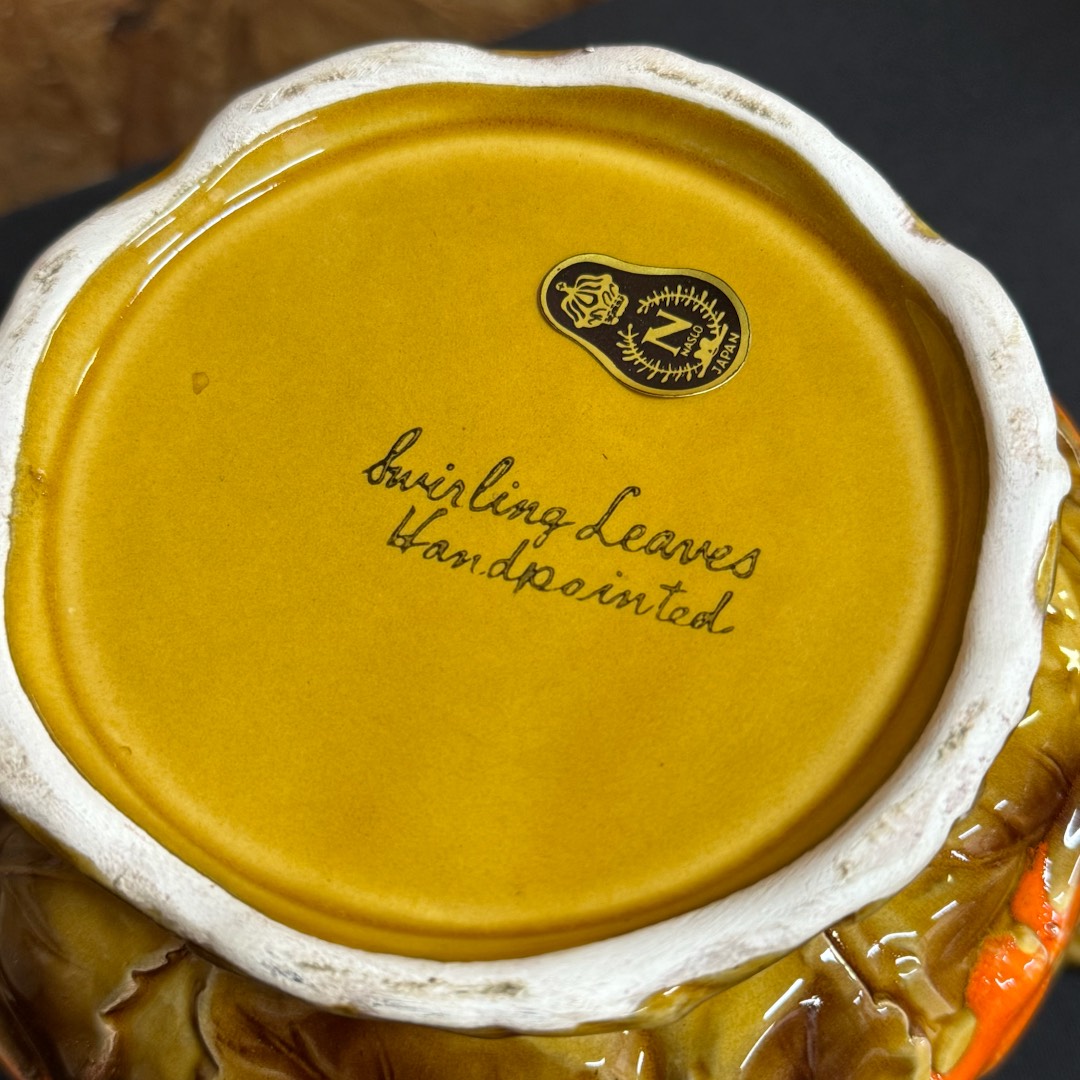 N
NASCO
JAPAN
Swirling Leaves
Handpainted